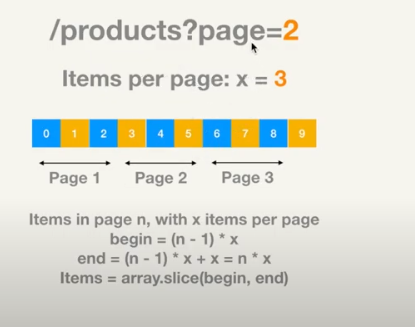 /products?page=2
Items per page: x = 3
0 1 2 3 4 5 6 7 8 9
Page 1 Page 2 Page 3
Items in page n, with x items per page
begin = (n - 1) * x
end = (n - 1) * x + x = n * x
Items = array.slice(begin, end)